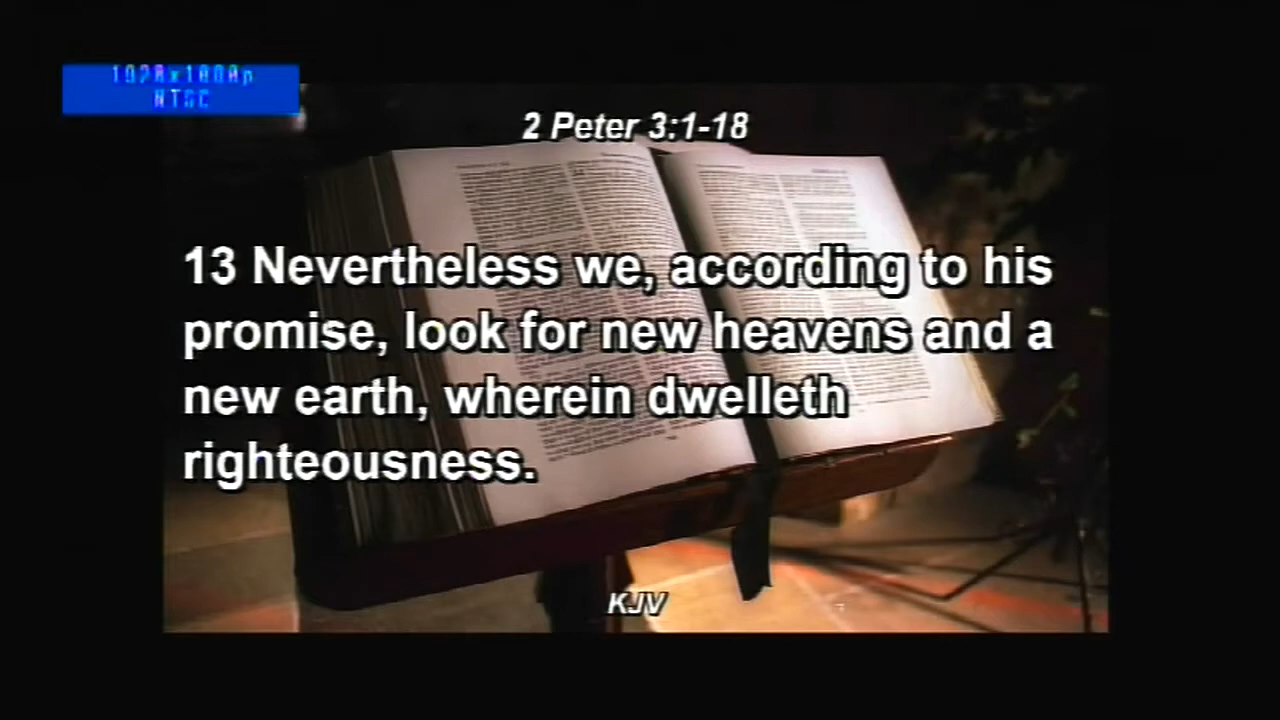 NTSC
2 Peter 3:1-18
13 Nevertheless we, according to his
promise, look for new heavens and a
new earth, wherein dwelleth
righteousness.
KJV